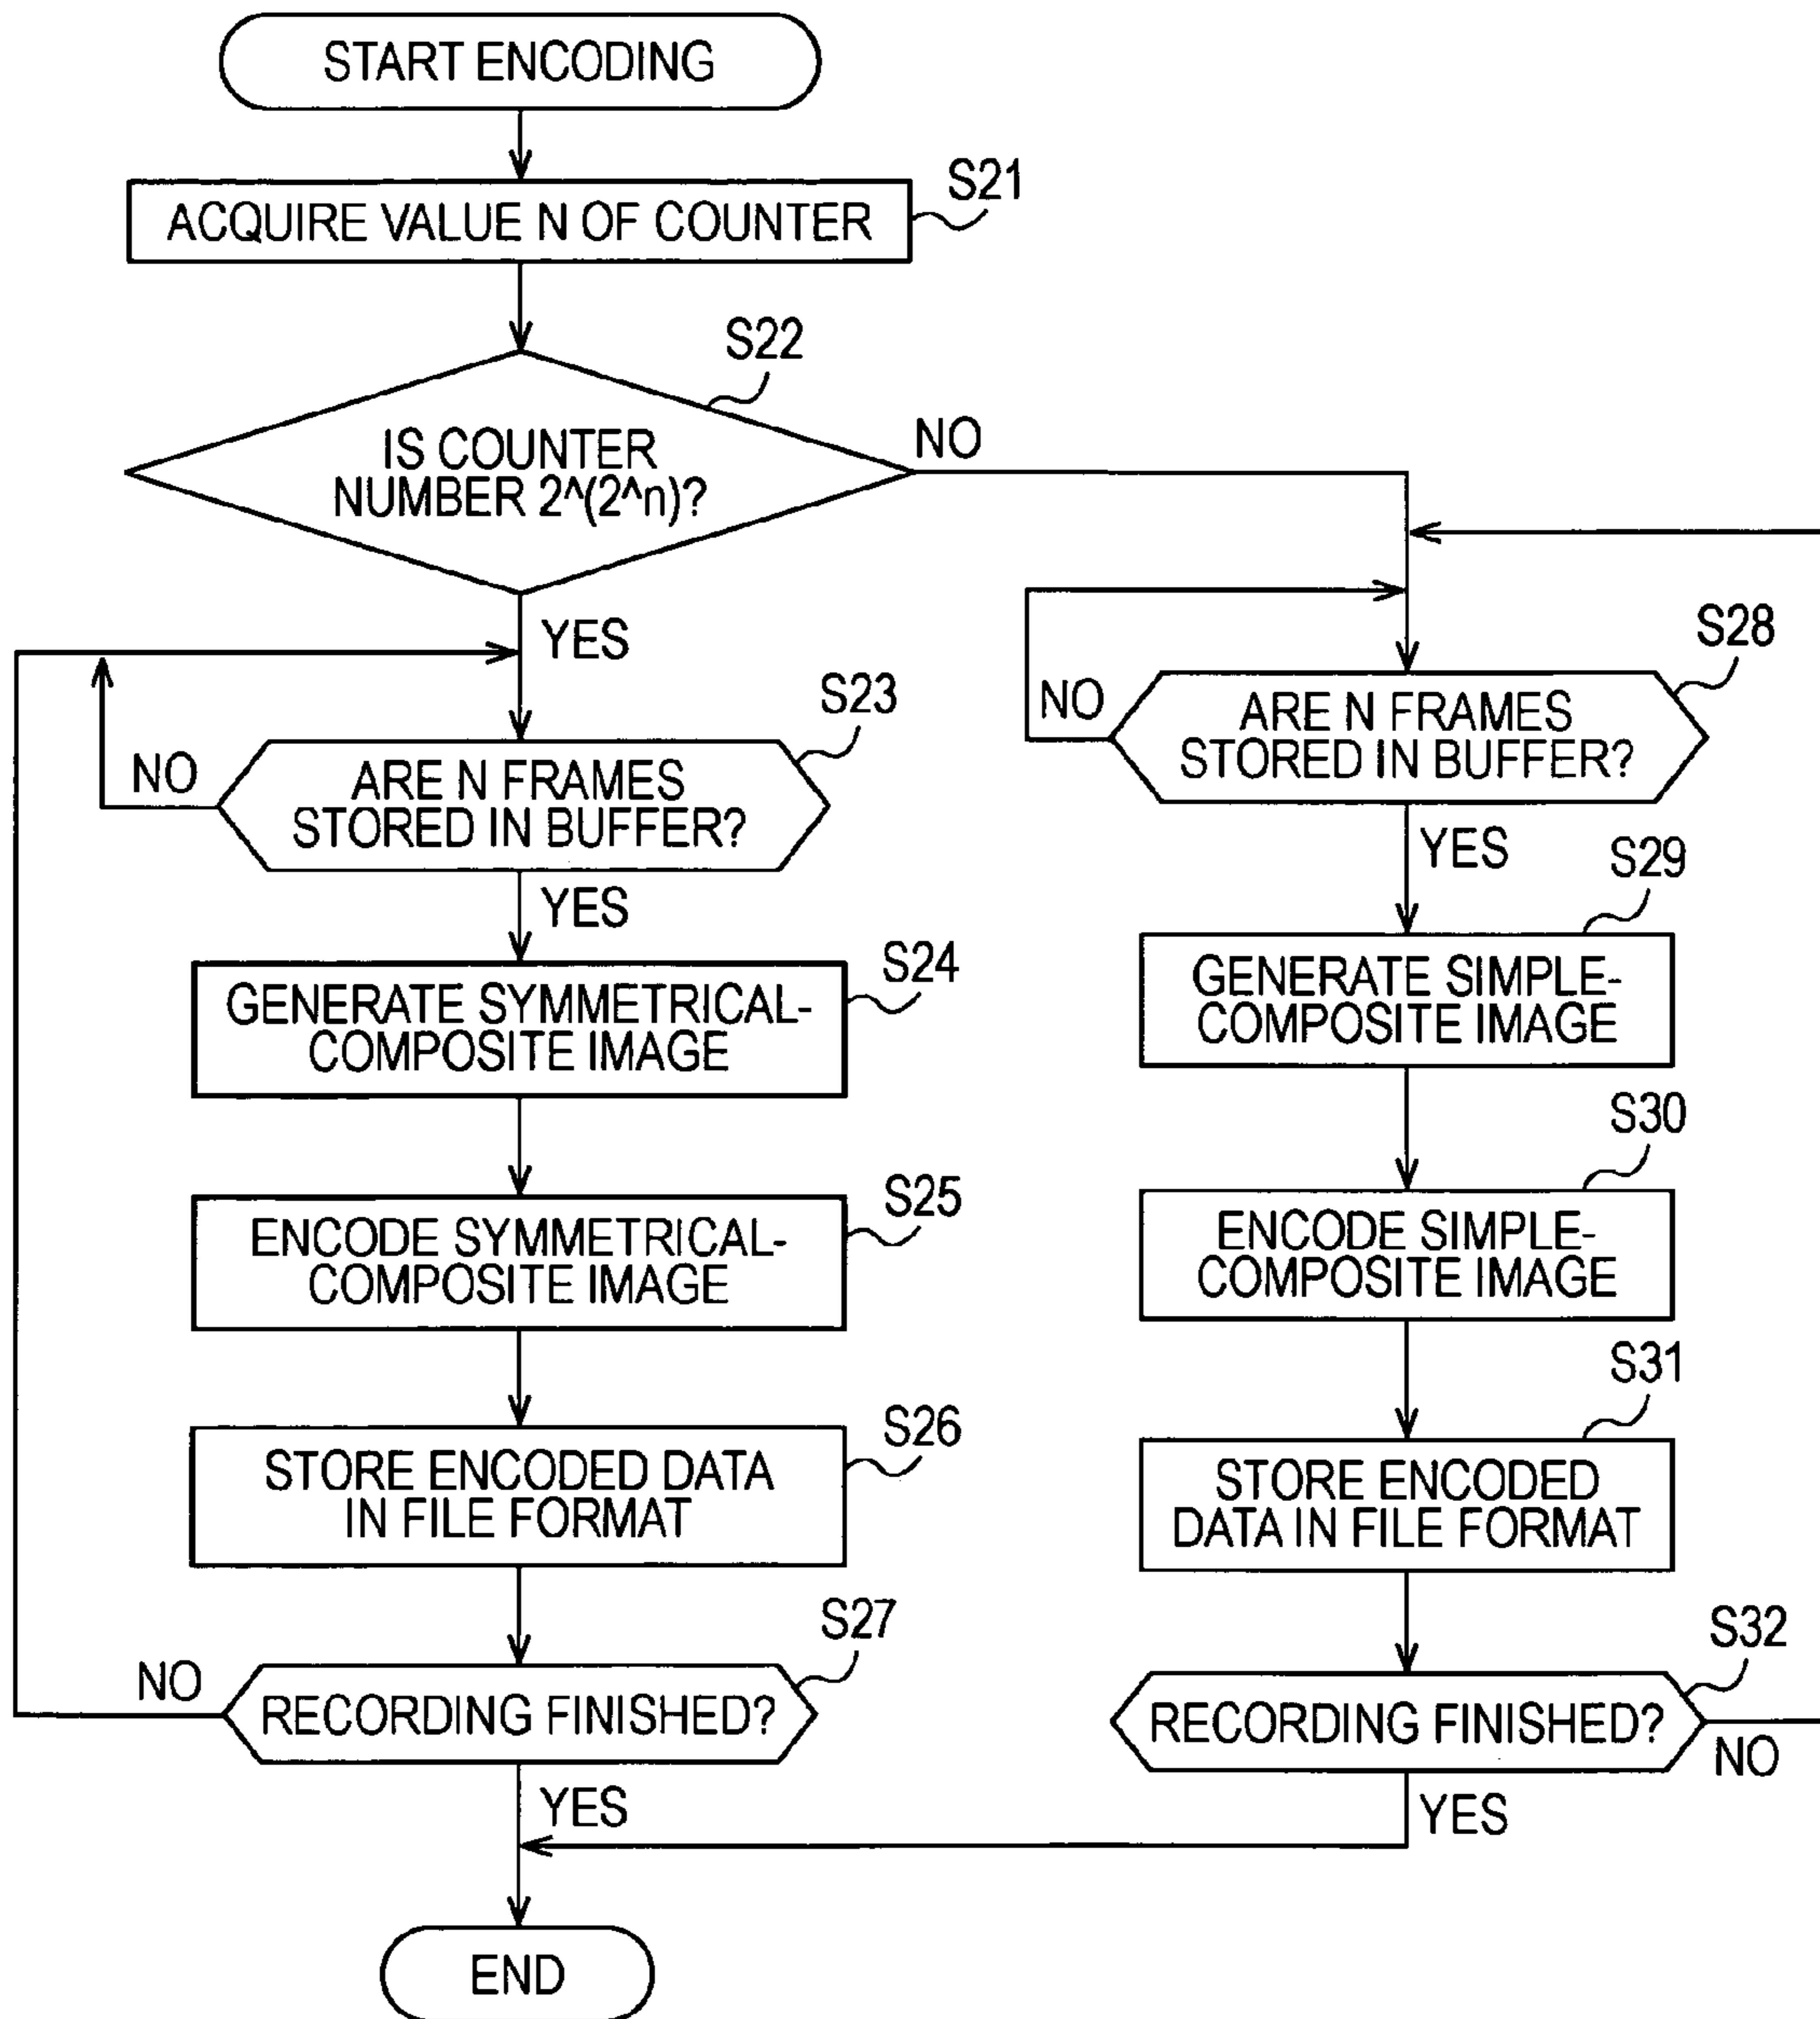 START ENCODING
ACQUIRE VALUE N OF COUNTER
S21
S22
IS COUNTER
NUMBER 2^(2^n)?
NO
YES
S23
NO
ARE N FRAMES
STORED IN BUFFER?
YES
S24
GENERATE SYMMETRICAL-
COMPOSITE IMAGE
S25
ENCODE SYMMETRICAL-
COMPOSITE IMAGE
S26
STORE ENCODED DATA
IN FILE FORMAT
S27
NO
RECORDING FINISHED?
YES
S28
NO
ARE N FRAMES
STORED IN BUFFER?
YES
S29
GENERATE SIMPLE-
COMPOSITE IMAGE
S30
ENCODE SIMPLE-
COMPOSITE IMAGE
S31
STORE ENCODED
DATA IN FILE FORMAT
S32
RECORDING FINISHED?
NO
YES
END